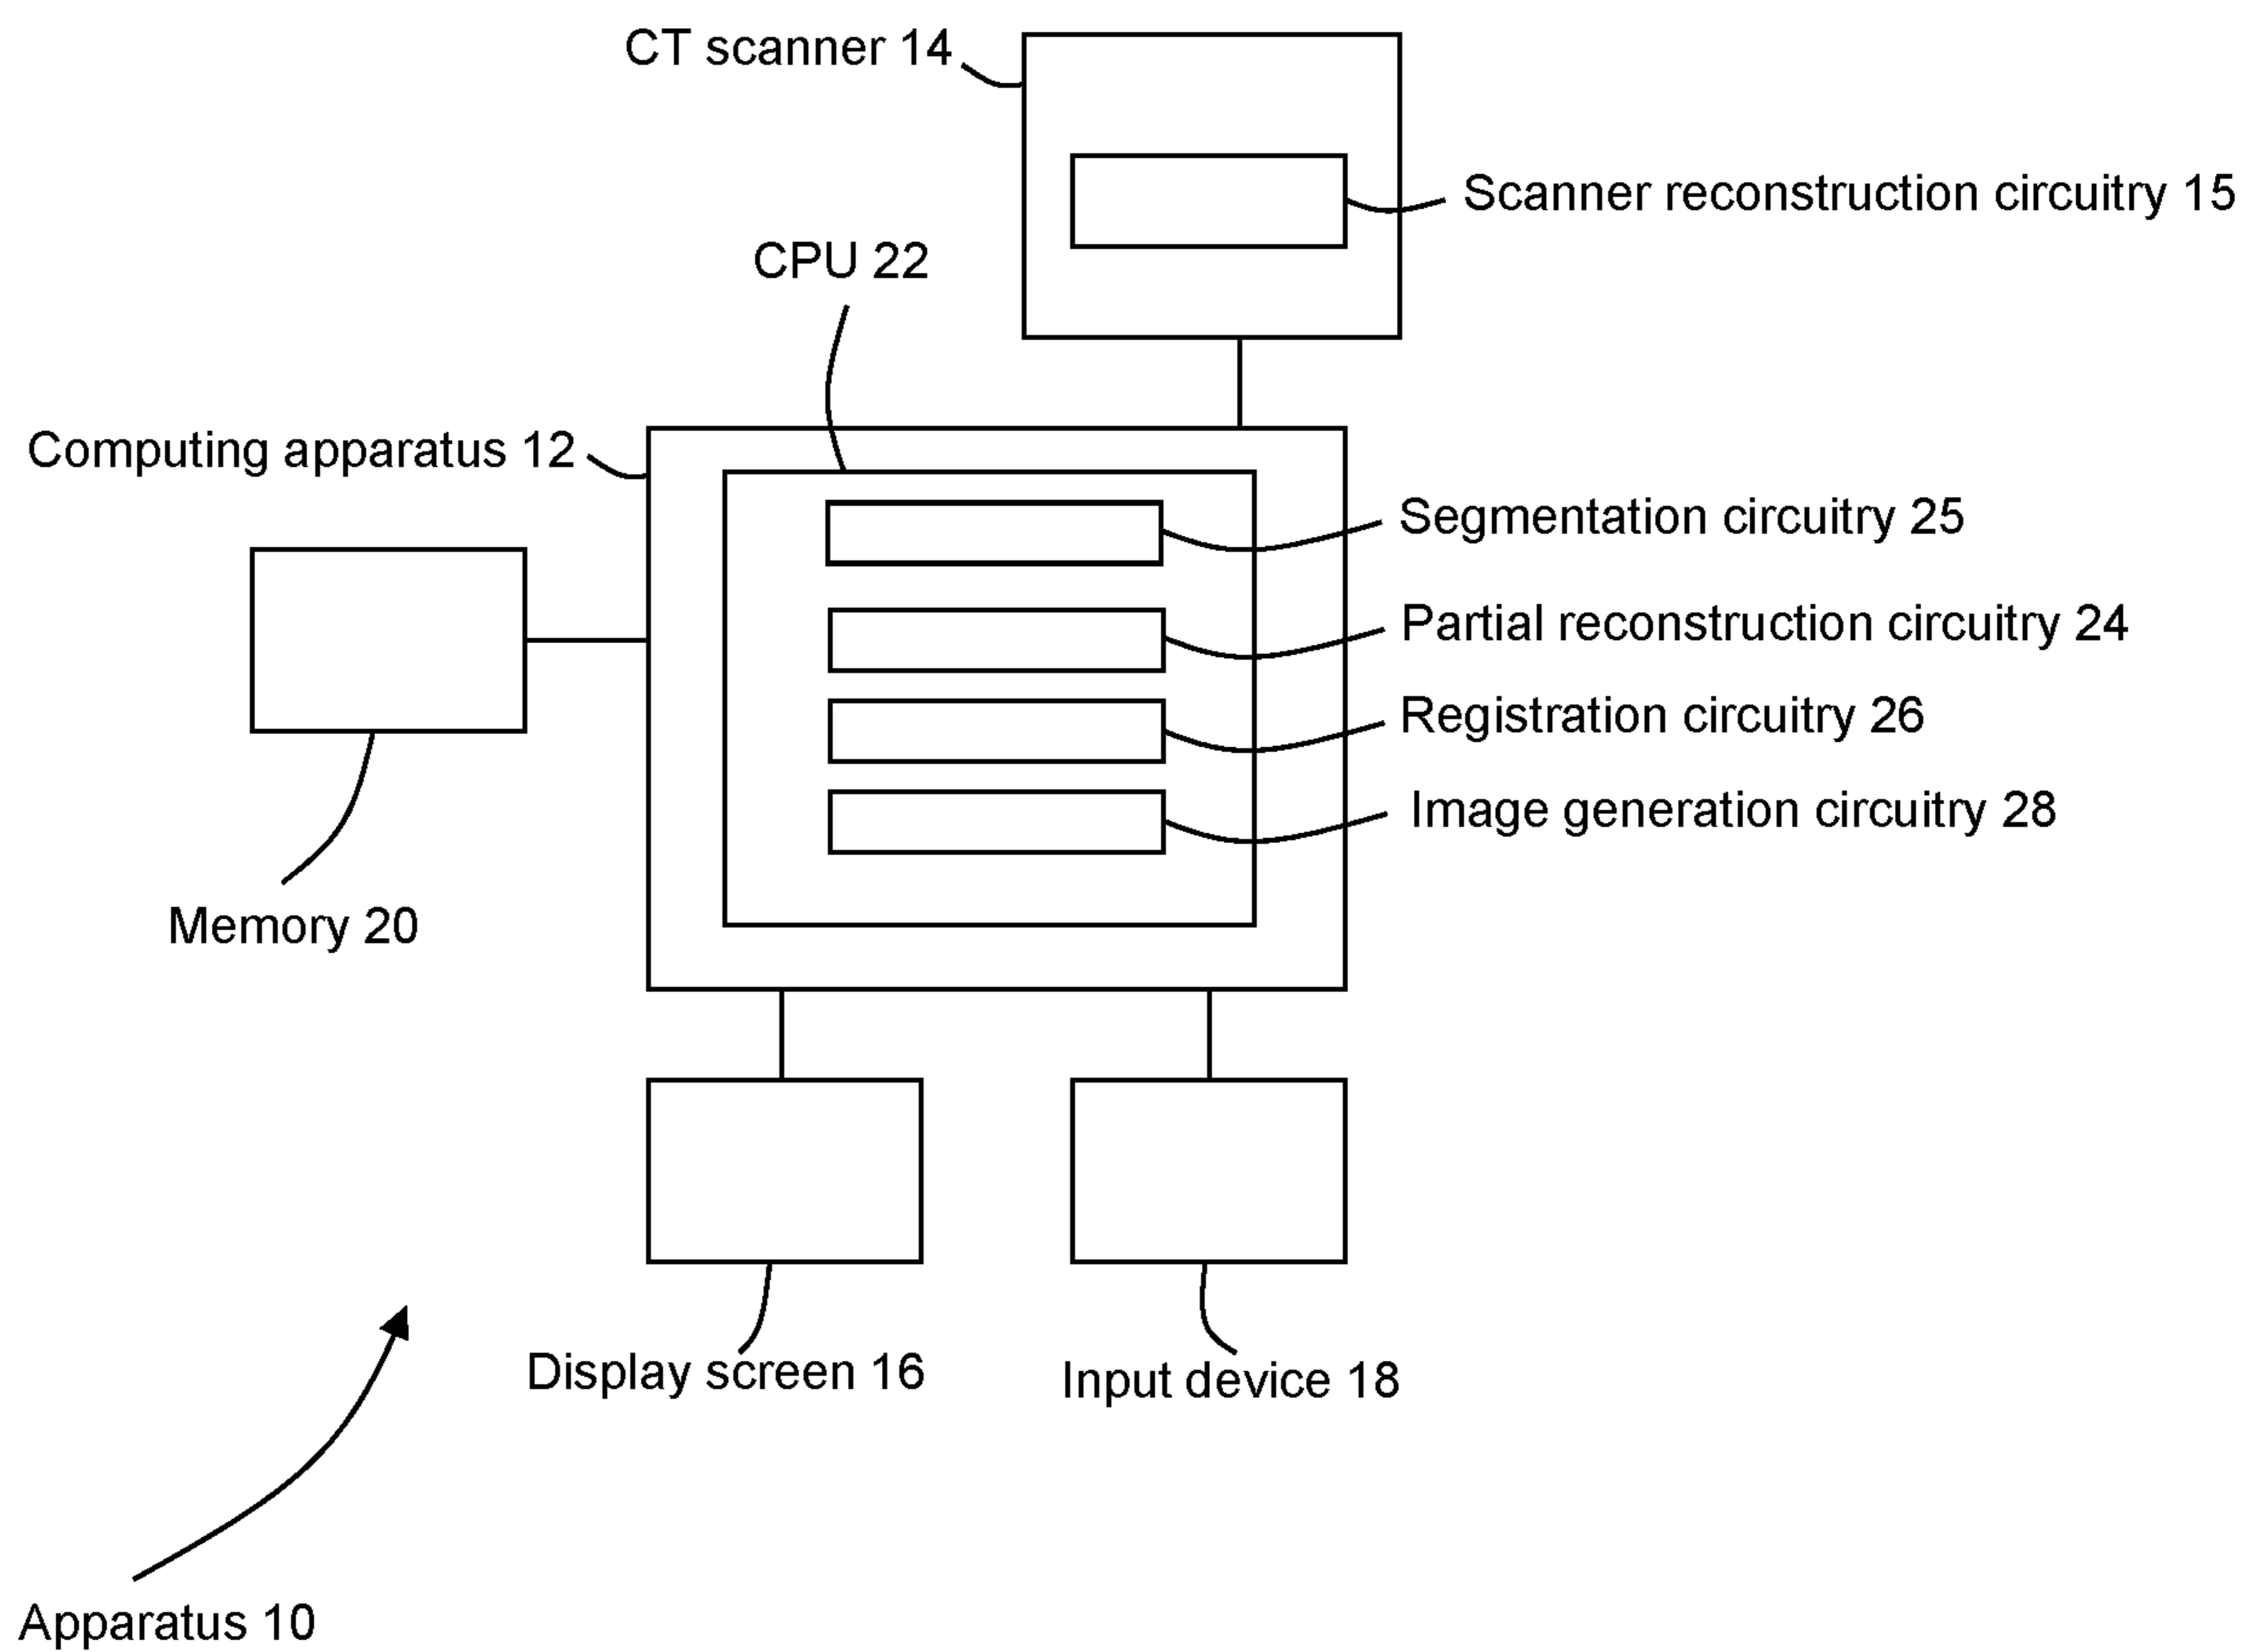 CT scanner 14
Scanner reconstruction circuitry 15
CPU 22
Computing apparatus 12
Segmentation circuitry 25
Partial reconstruction circuitry 24
Registration circuitry 26
Image generation circuitry 28
Memory 20
Display screen 16
Input device 18
Apparatus 10